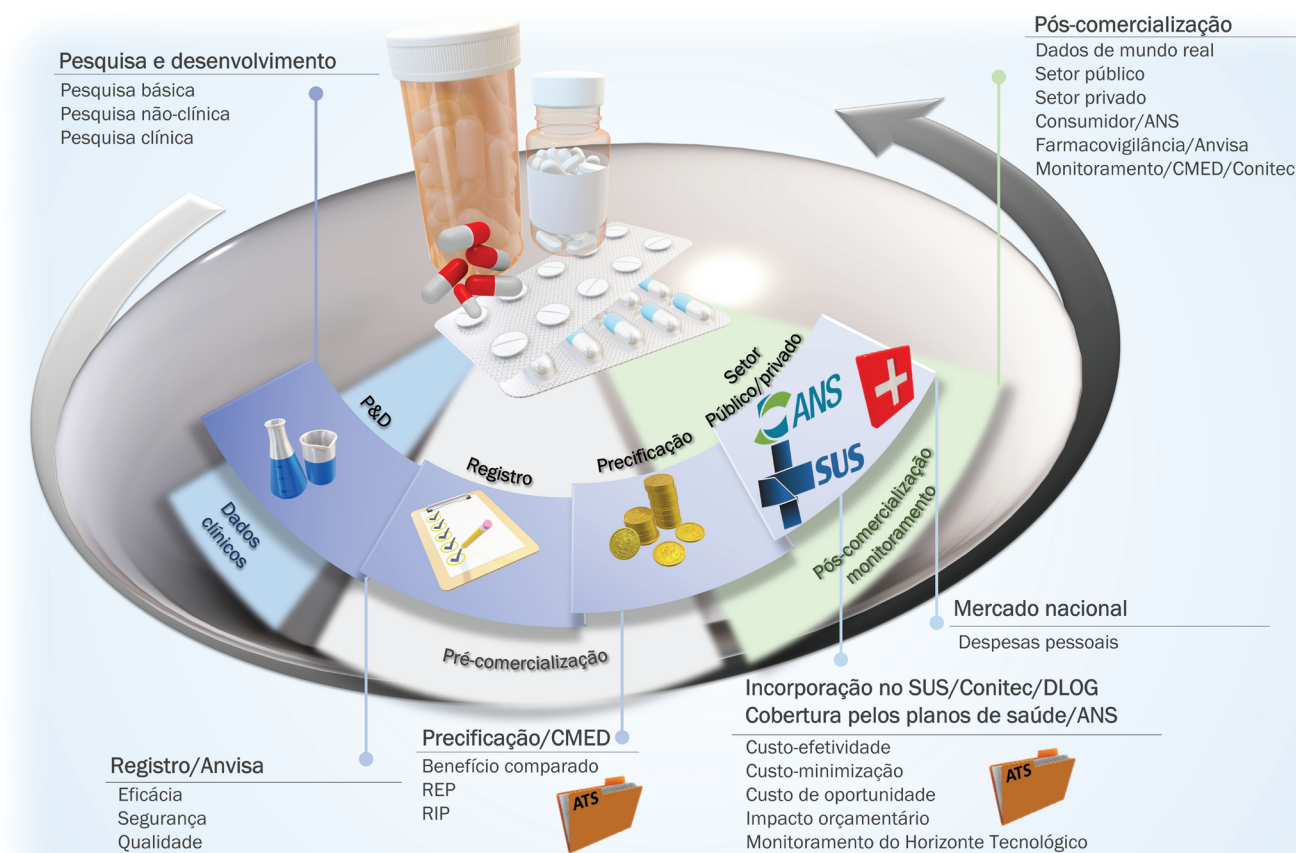 Pesquisa e desenvolvimento
Pesquisa básica
Pesquisa não-clínica
Pesquisa clínica
Pós-comercialização
Dados de mundo real
Setor público
Setor privado
Consumidor/ANS
Farmacovigilância/Anvisa
Monitoramento/CMED/Conitec
P&D
Registro
Precificação
Setor
Público/privado
ANS
SUS
Dados
clínicos
Pré-comercialização
Pós-comercialização
monitoramento
Mercado nacional
Despesas pessoais
Registro/Anvisa
Eficácia
Segurança
Qualidade
Precificação/CMED
Benefício comparado
REP
RIP
ATS
Incorporação no SUS/Conitec/DLOG
Cobertura pelos planos de saúde/ANS
Custo-efetividade
Custo-minimização
Custo de oportunidade
Impacto orçamentário
Monitoramento do Horizonte Tecnológico
ATS